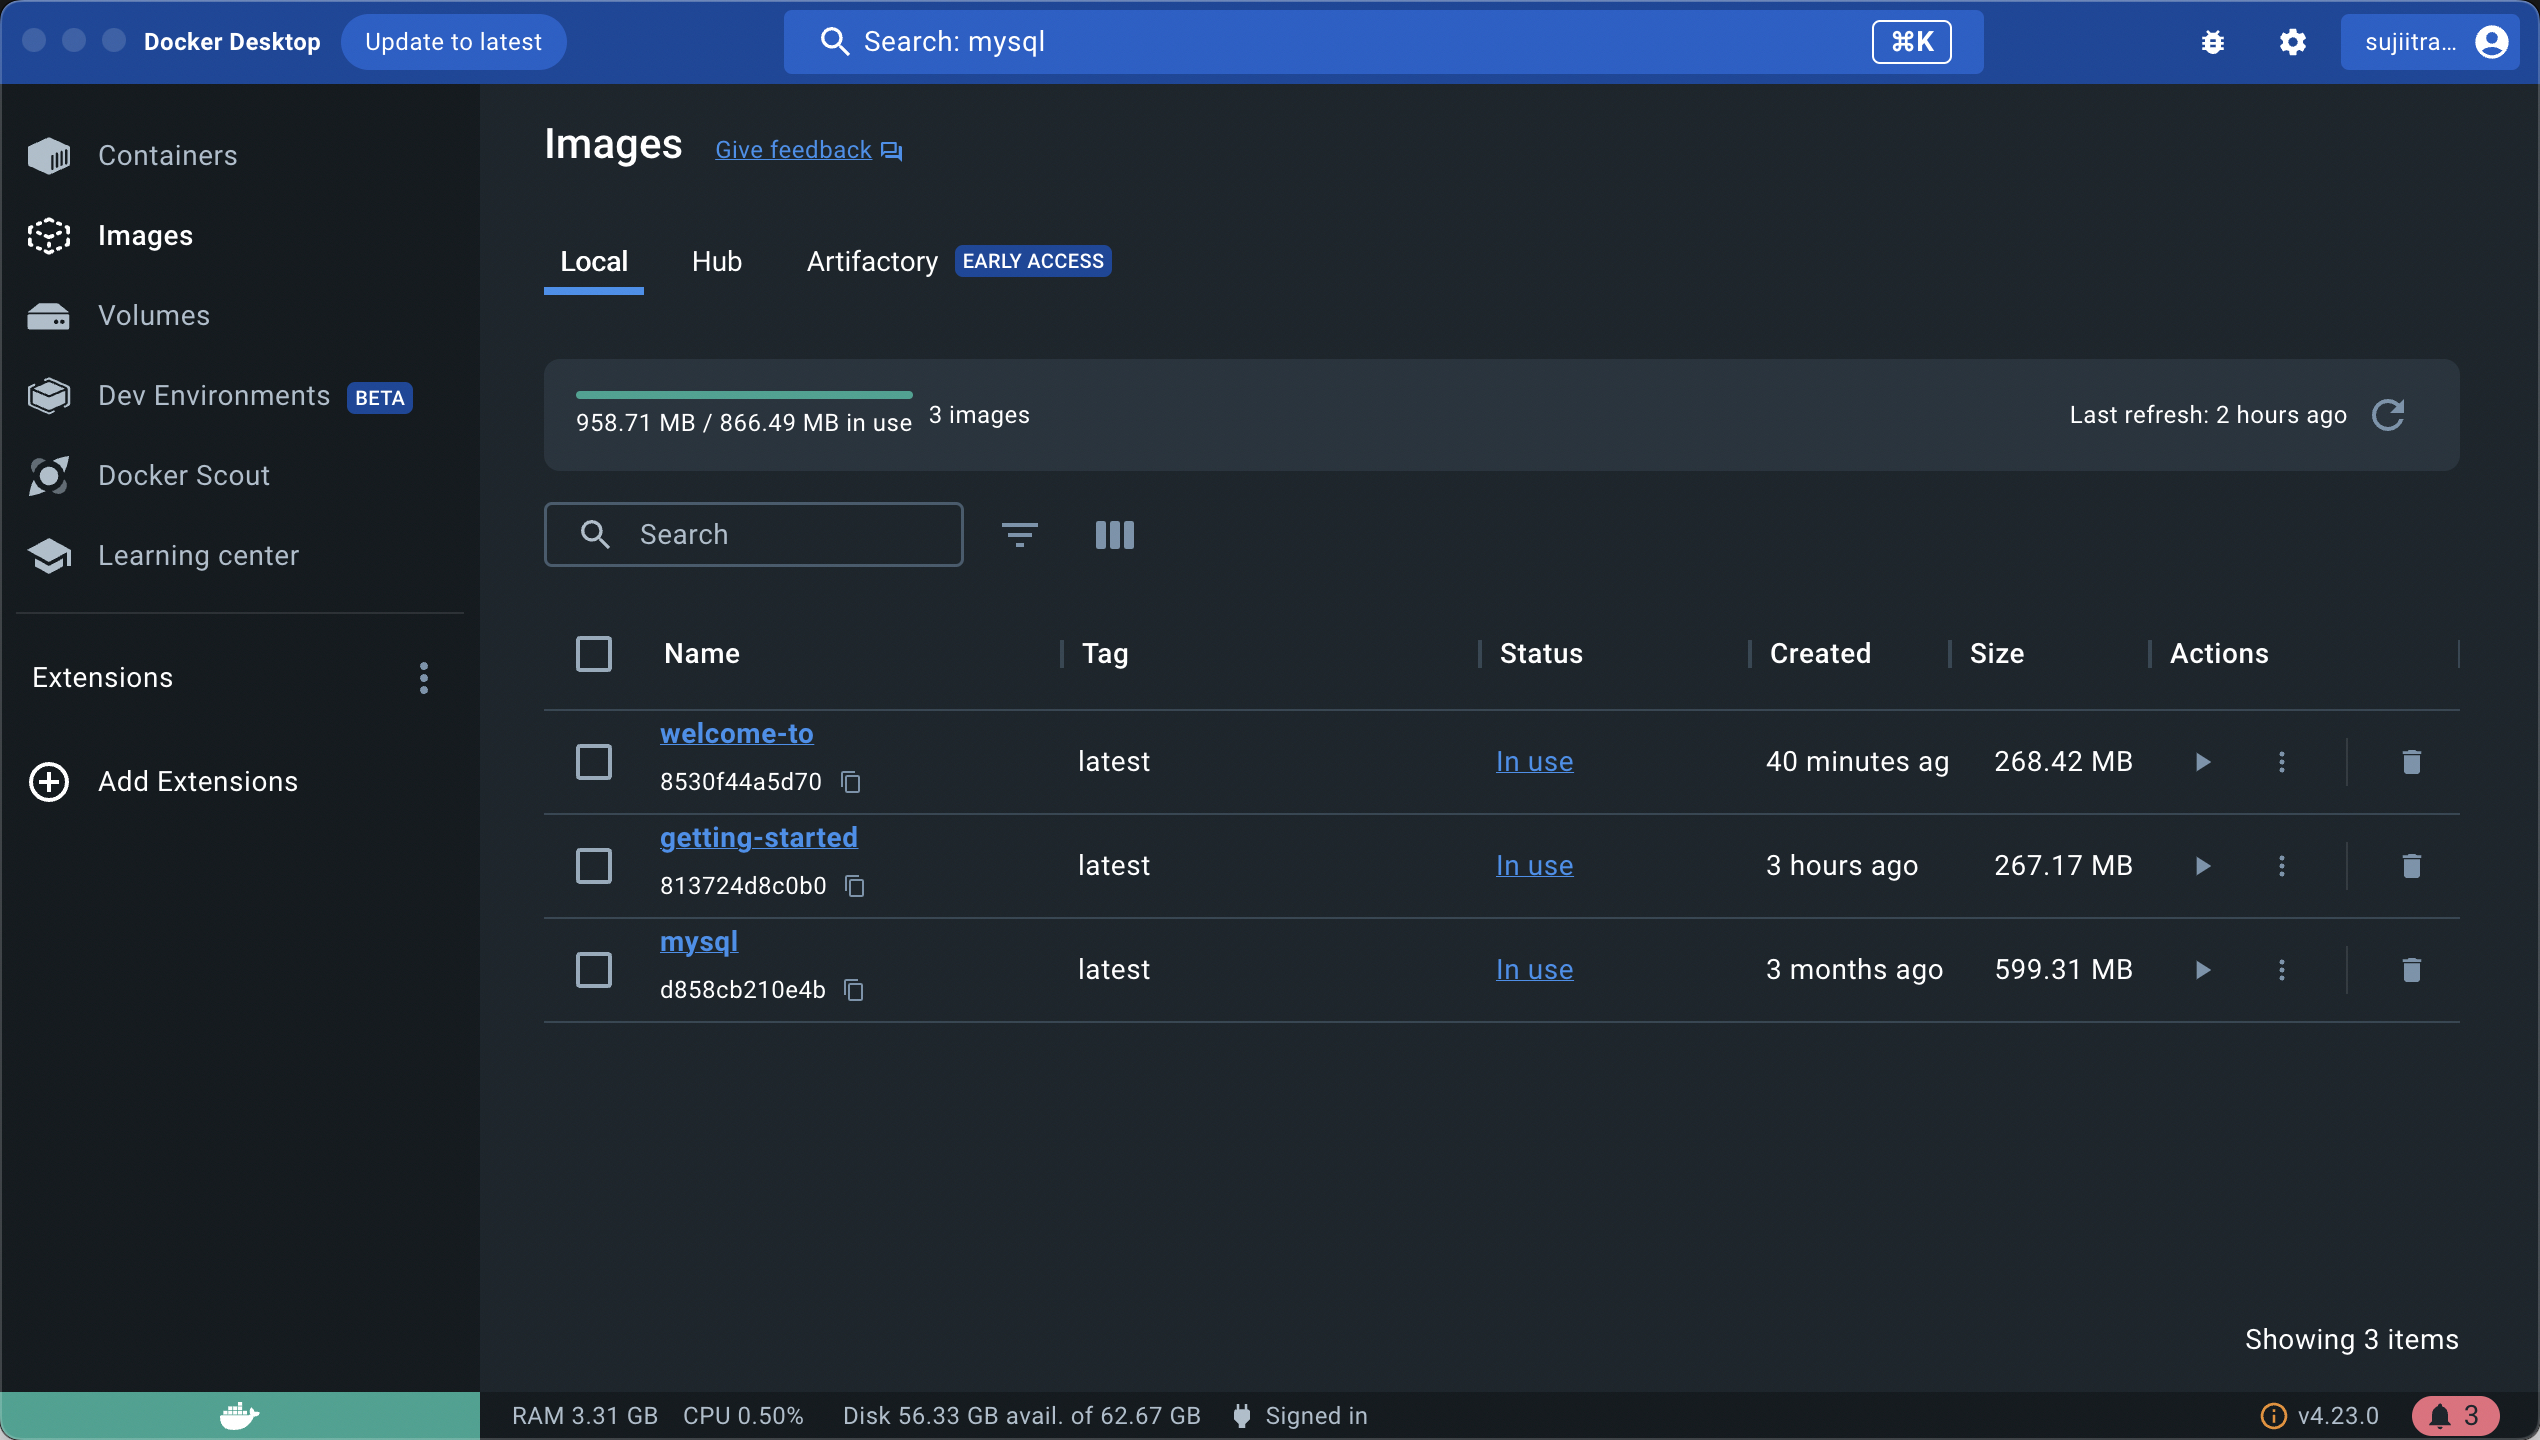 Docker Desktop
Update to latest
Search: mysql
⌘K
sujiitra...
Containers
Images
Volumes
Dev Environments BETA
Docker Scout
Learning center
Extensions
Add Extensions
Images
Give feedback
Local Hub Artifactory EARLY ACCESS
958.71 MB / 866.49 MB in use
3 images
Last refresh: 2 hours ago
Search
Name Tag Status Created Size Actions
welcome-to
8530f44a5d70
latest In use 40 minutes ag 268.42 MB
getting-started
813724d8c0b0
latest In use 3 hours ago 267.17 MB
mysql
d858cb210e4b
latest In use 3 months ago 599.31 MB
Showing 3 items
RAM 3.31 GB CPU 0.50% Disk 56.33 GB avail. of 62.67 GB Signed in
v4.23.0
3